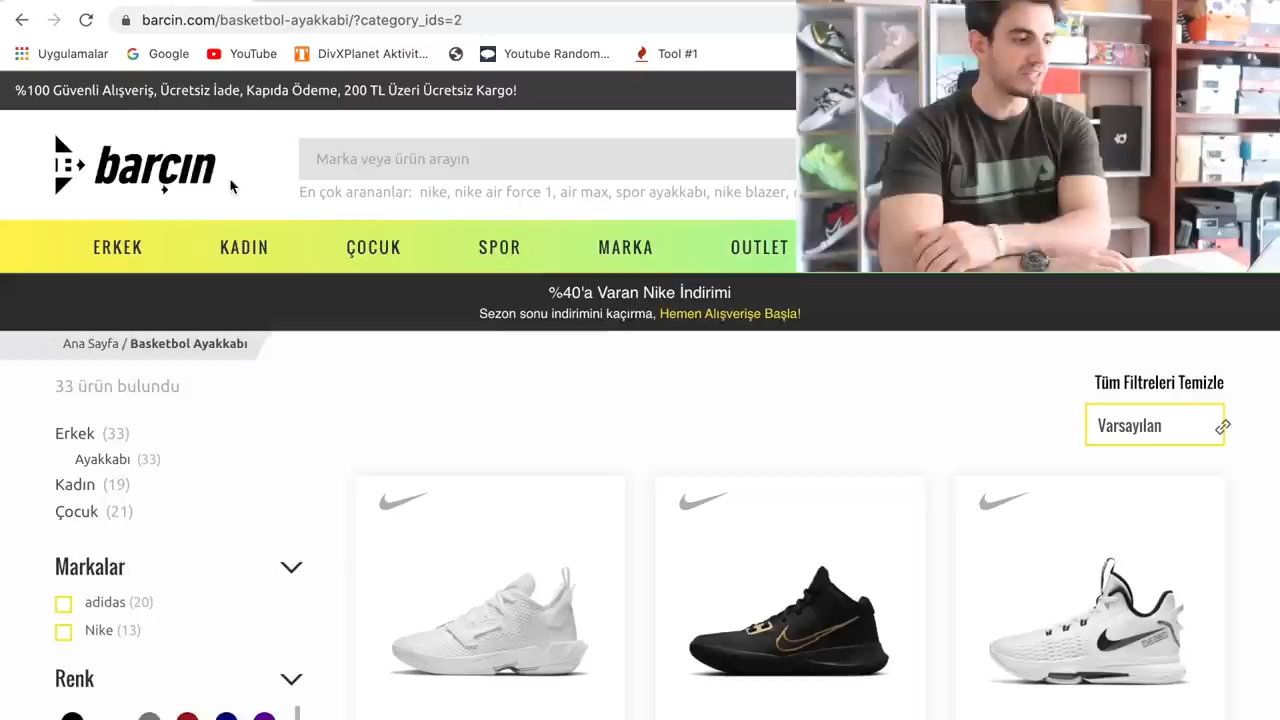 barcin.com/basketbol-ayakkabi/?category_ids=2
Uygulamalar
Google
YouTube
DivXPlanet Aktivit...
Youtube Random...
Tool #1
%100 Güvenli Alışveriş, Ücretsiz İade, Kapıda Ödeme, 200 TL Üzeri Ücretsiz Kargo!
barcın
Marka veya ürün arayın
En çok arananlar: nike, nike air force 1, air max, spor ayakkabı, nike blazer,
ERKEK
KADIN
ÇOCUK
SPOR
MARKA
OUTLET
%40'a Varan Nike İndirimi
Sezon sonu indirimini kaçırma, Hemen Alışverişe Başla!
Ana Sayfa / Basketbol Ayakkabı
33 ürün bulundu
Tüm Filtreleri Temizle
Varsayılan
Erkek (33)
Ayakkabı (33)
Kadın (19)
Çocuk (21)
Markalar
adidas (20)
Nike (13)
Renk